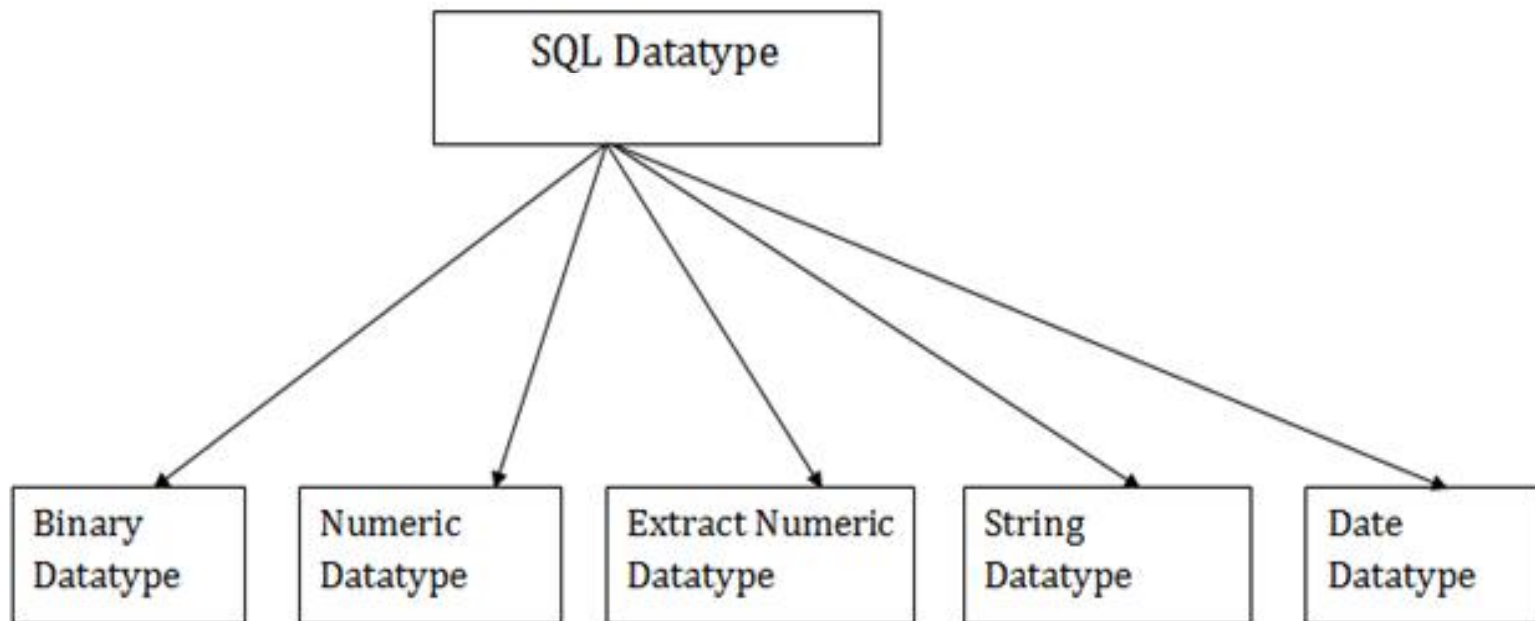 SQL Datatype
Binary
Datatype
Numeric
Datatype
Extract Numeric
Datatype
String
Datatype
Date
Datatype